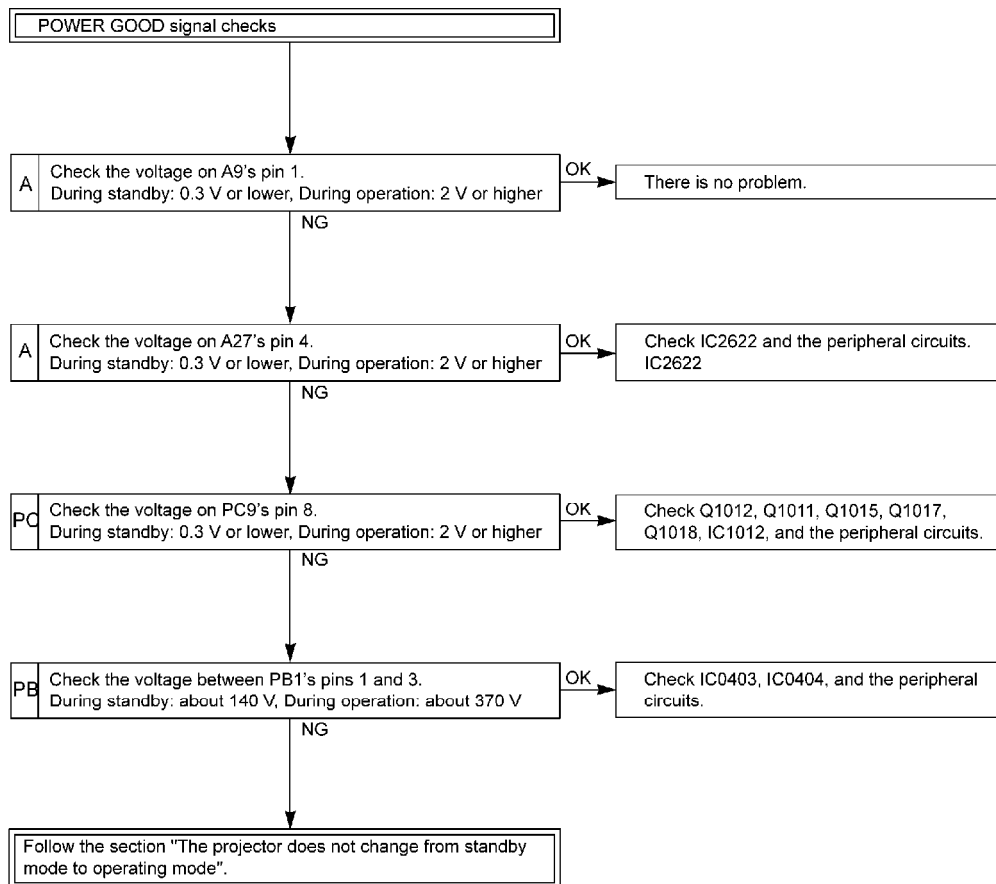 POWER GOOD signal checks
A
Check the voltage on A9's pin 1.
During standby: 0.3 V or lower, During operation: 2 V or higher
OK
There is no problem.
NG
A
Check the voltage on A27's pin 4.
During standby: 0.3 V or lower, During operation: 2 V or higher
OK
Check IC2622 and the peripheral circuits.
IC2622
NG
PC
Check the voltage on PC9's pin 8.
During standby: 0.3 V or lower, During operation: 2 V or higher
OK
Check Q1012, Q1011, Q1015, Q1017,
Q1018, IC1012, and the peripheral circuits.
NG
PB
Check the voltage between PB1's pins 1 and 3.
During standby: about 140 V, During operation: about 370 V
OK
Check IC0403, IC0404, and the peripheral
circuits.
NG
Follow the section "The projector does not change from standby
mode to operating mode".